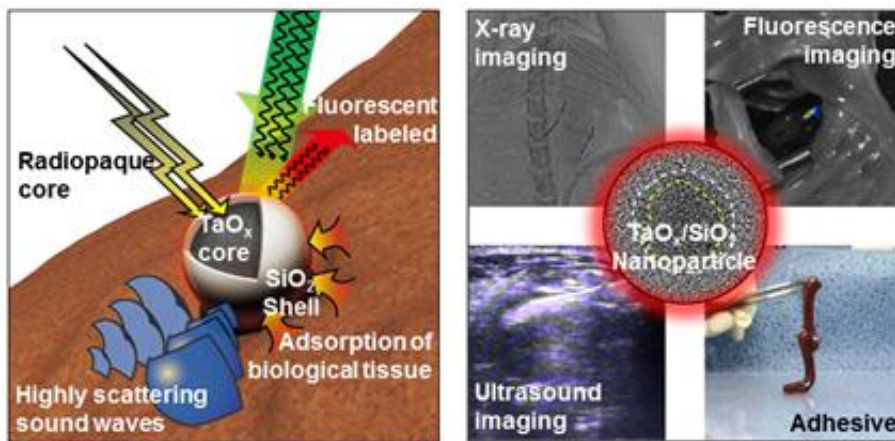 Fluorescent
labeled
Radiopaque
core
TaOₓ
core
SiO₂
Shell
Adsorption of
biological tissue
Highly scattering
sound waves
X-ray
imaging
Fluorescence
imaging
TaOₓ/SiO₂
Nanoparticle
Ultrasound
imaging
Adhesive